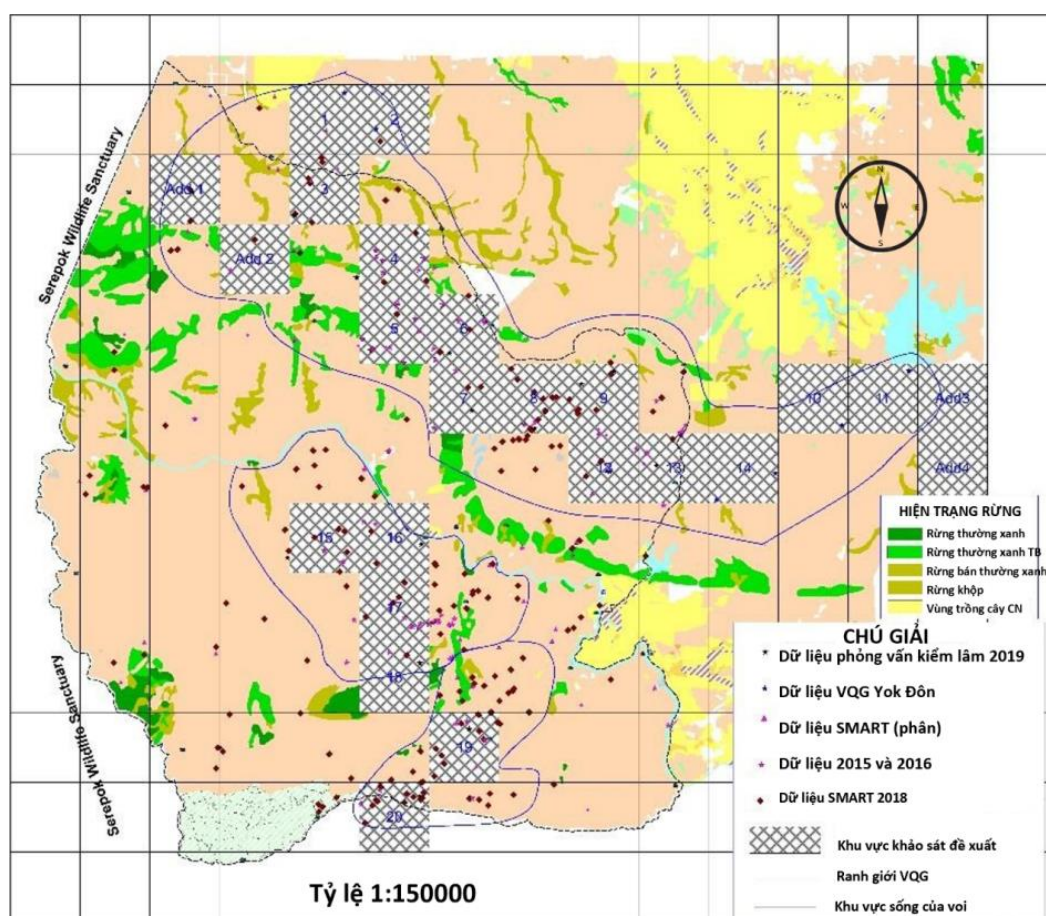 Serepok Wildlife Sanctuary
1
2
Add 1
3
N
W
E
S
Add 2
4
5
6
7
8
9
10
11
Add3
12
13
14
Add4
15
16
17
18
19
20
Serepok Wildlife Sanctuary
HIỆN TRẠNG RỪNG
Rừng thường xanh
Rừng thường xanh TB
Rừng bán thường xanh
Rừng khộp
Vùng trồng cây CN
CHÚ GIẢI
Dữ liệu phỏng vấn kiểm lâm 2019
Dữ liệu VQG Yok Đôn
Dữ liệu SMART (phân)
Dữ liệu 2015 và 2016
Dữ liệu SMART 2018
Khu vực khảo sát đề xuất
Ranh giới VQG
Khu vực sống của voi
Tỷ lệ 1:150000